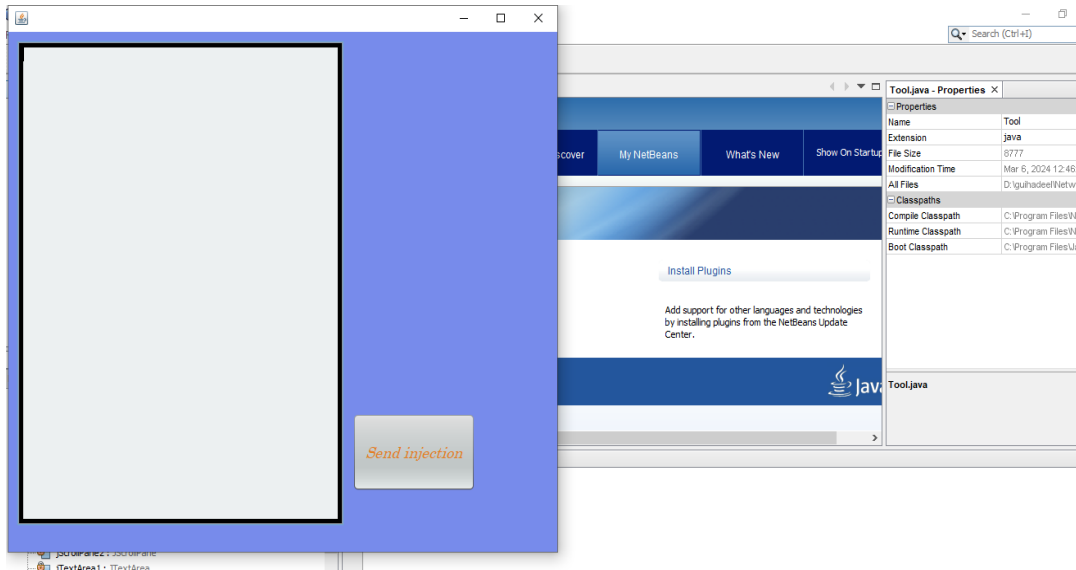 Search (Ctrl+I)
Tool.java - Properties
Properties
Name Tool
Extension java
File Size 8777
Modification Time Mar 6, 2024 12:46
All Files D:\guihadeel\Netw
Classpaths
Compile Classpath C:\Program Files\N
Runtime Classpath C:\Program Files\N
Boot Classpath C:\Program Files\Ja
scover
My NetBeans
What's New
Show On Startup
Install Plugins
Add support for other languages and technologies
by installing plugins from the NetBeans Update
Center.
Java
Tool.java
Send injection
jScrollPane2 : JScrollPane
jTextArea1 : JTextArea